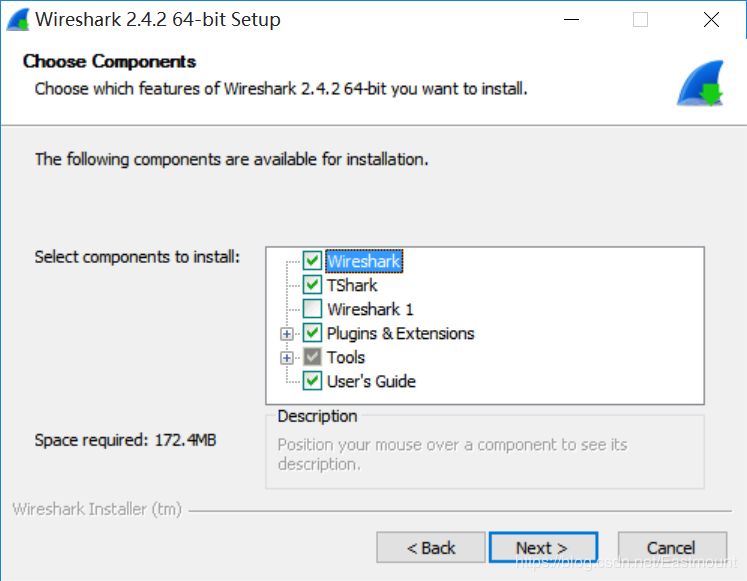 Wireshark 2.4.2 64-bit Setup
Choose Components
Choose which features of Wireshark 2.4.2 64-bit you want to install.
The following components are available for installation.
Select components to install:
Wireshark
TShark
Wireshark 1
Plugins & Extensions
Tools
User's Guide
Space required: 172.4MB
Description
Position your mouse over a component to see its
description.
Wireshark Installer (tm)
< Back
Next >
Cancel
https://blog.csdn.net/Eastmount